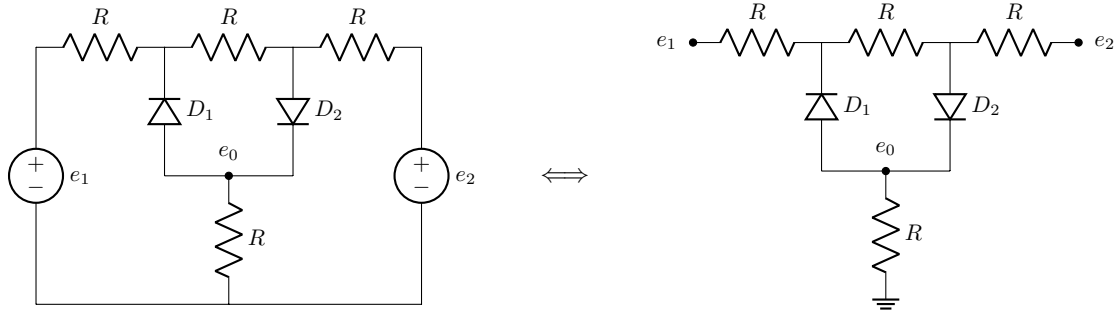 R R R
D₁ D₂
e₀
e₁ + − R + − e₂
⟺
R R R
e₁ e₂
D₁ D₂
e₀
R